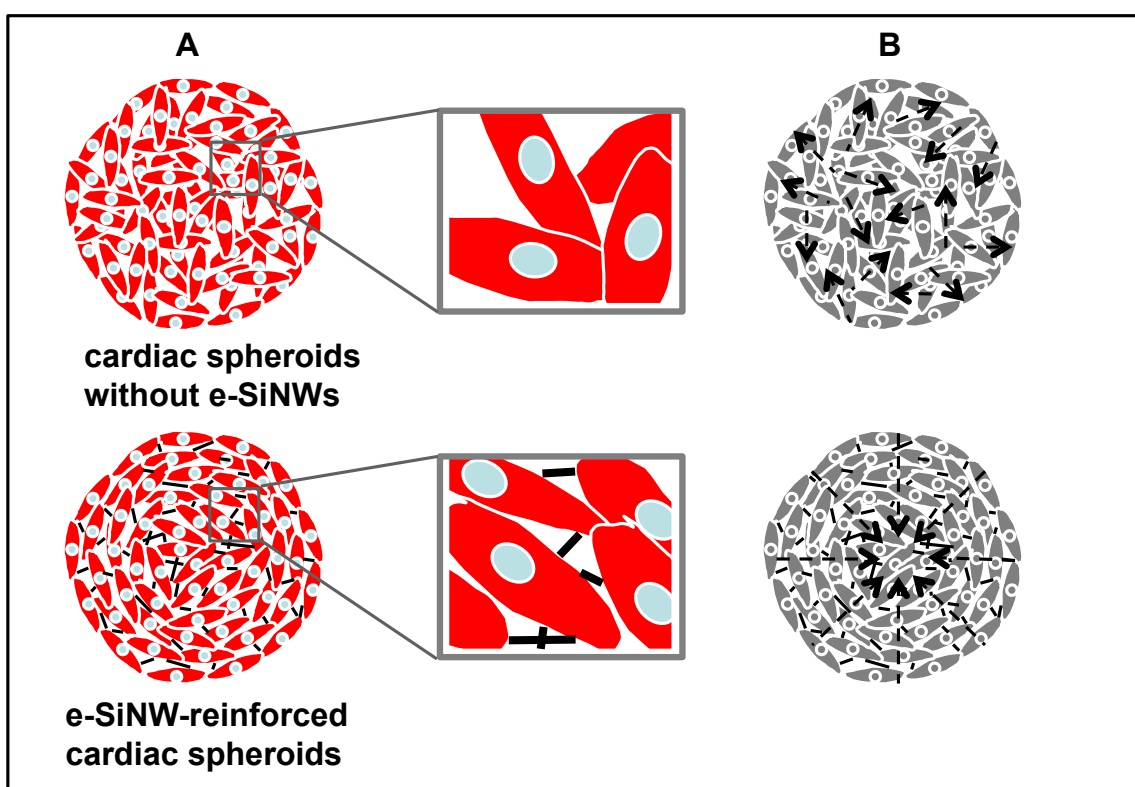 A
B
cardiac spheroids
without e-SiNWs
e-SiNW-reinforced
cardiac spheroids